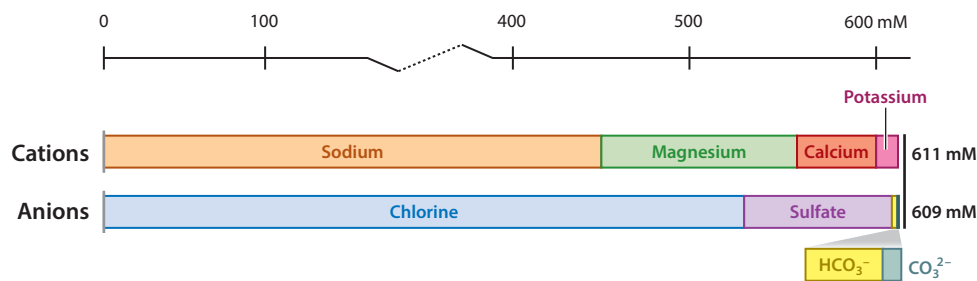 0 100 400 500 600 mM
Potassium
Cations Sodium Magnesium Calcium 611 mM
Anions Chlorine Sulfate 609 mM
HCO₃⁻ CO₃²⁻